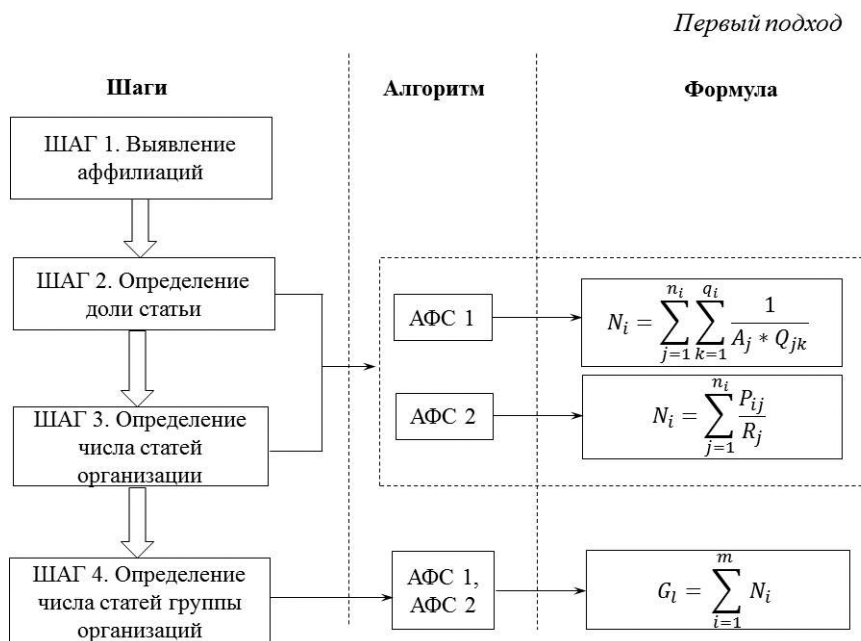 Первый подход
Шаги
Алгоритм
Формула
ШАГ 1. Выявление
аффилиаций
ШАГ 2. Определение
доли статьи
АФС 1
N_i = \sum_{j=1}^{n_i} \sum_{k=1}^{q_i} \frac{1}{A_j * Q_{jk}}
ШАГ 3. Определение
числа статей
организации
АФС 2
N_i = \sum_{j=1}^{n_i} \frac{P_{ij}}{R_j}
ШАГ 4. Определение
числа статей группы
организаций
АФС 1,
АФС 2
G_l = \sum_{i=1}^{m} N_i